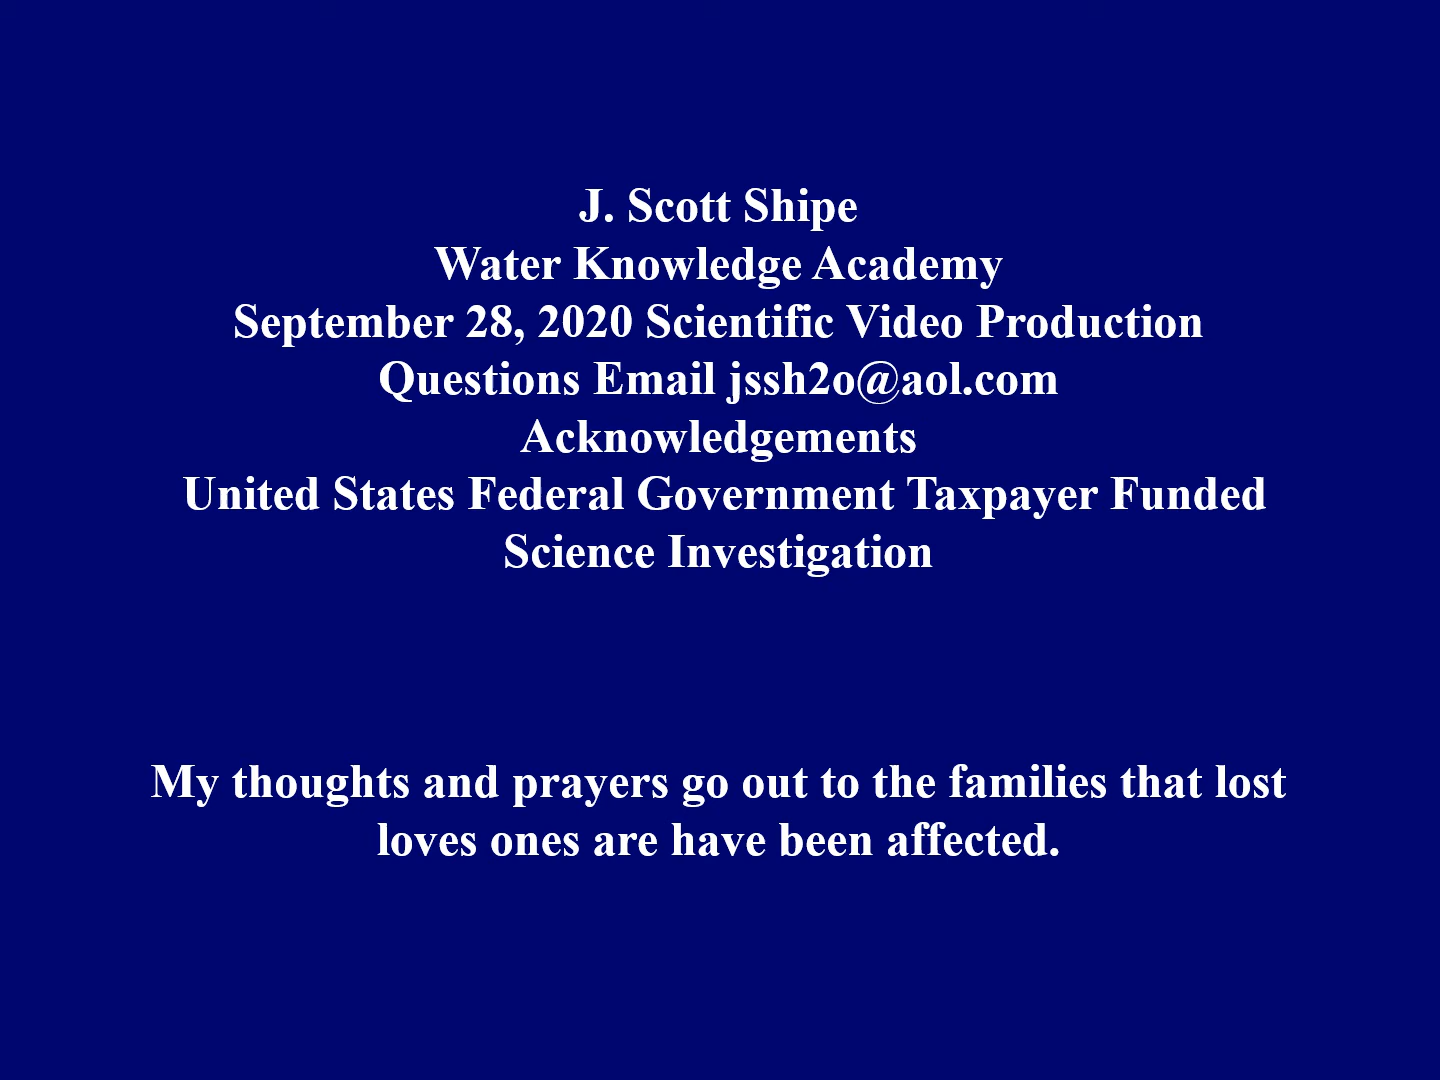 J. Scott Shipe
Water Knowledge Academy
September 28, 2020 Scientific Video Production
Questions Email jssh2o@aol.com
Acknowledgements
United States Federal Government Taxpayer Funded
Science Investigation
My thoughts and prayers go out to the families that lost
loves ones are have been affected.